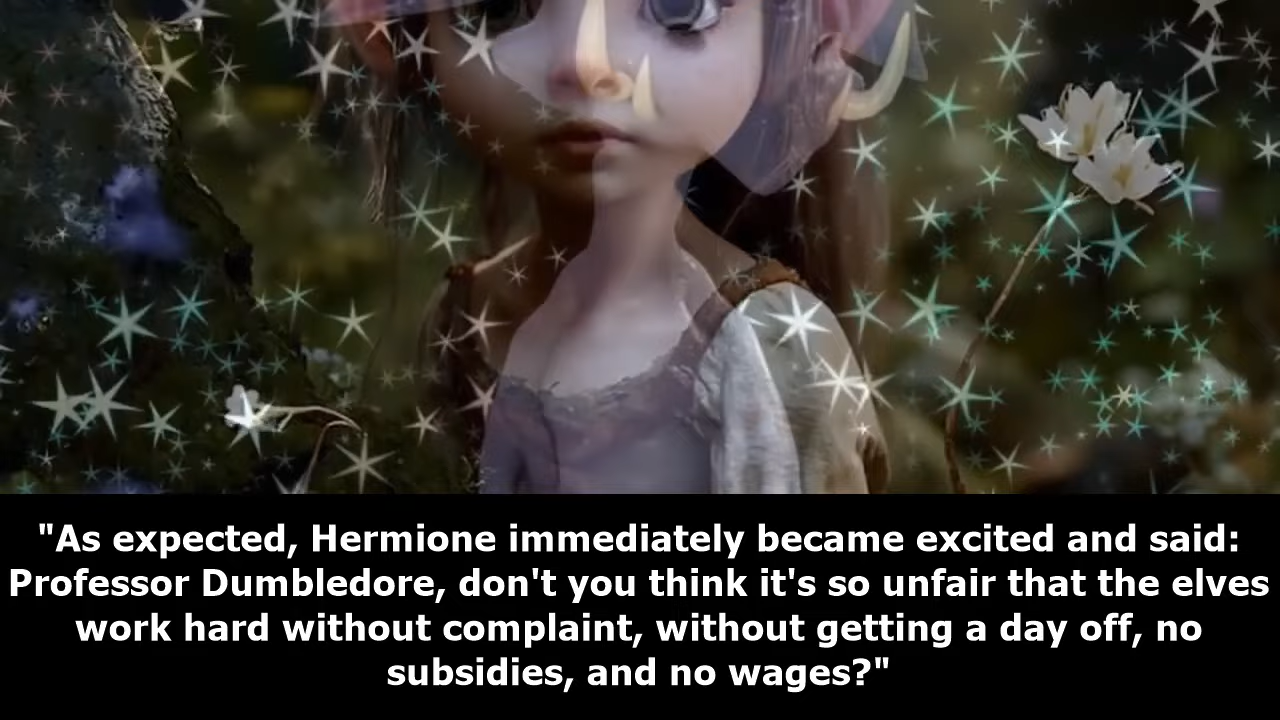 "As expected, Hermione immediately became excited and said:
Professor Dumbledore, don't you think it's so unfair that the elves
work hard without complaint, without getting a day off, no
subsidies, and no wages?"